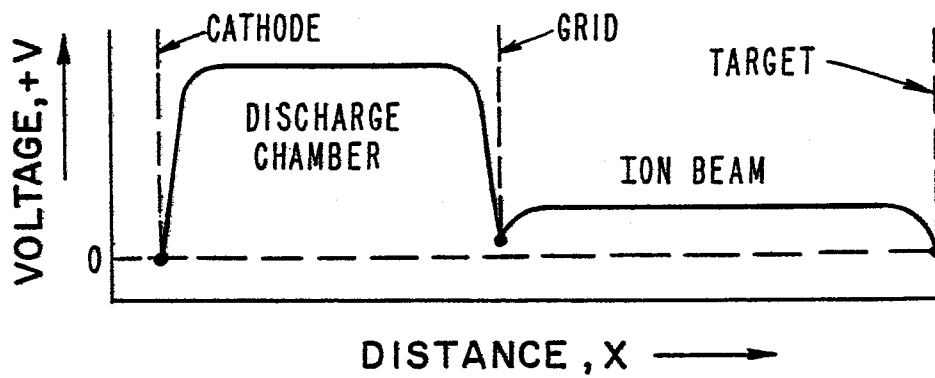 CATHODE
GRID
TARGET
DISCHARGE
CHAMBER
ION BEAM
VOLTAGE, +V
0
DISTANCE, X